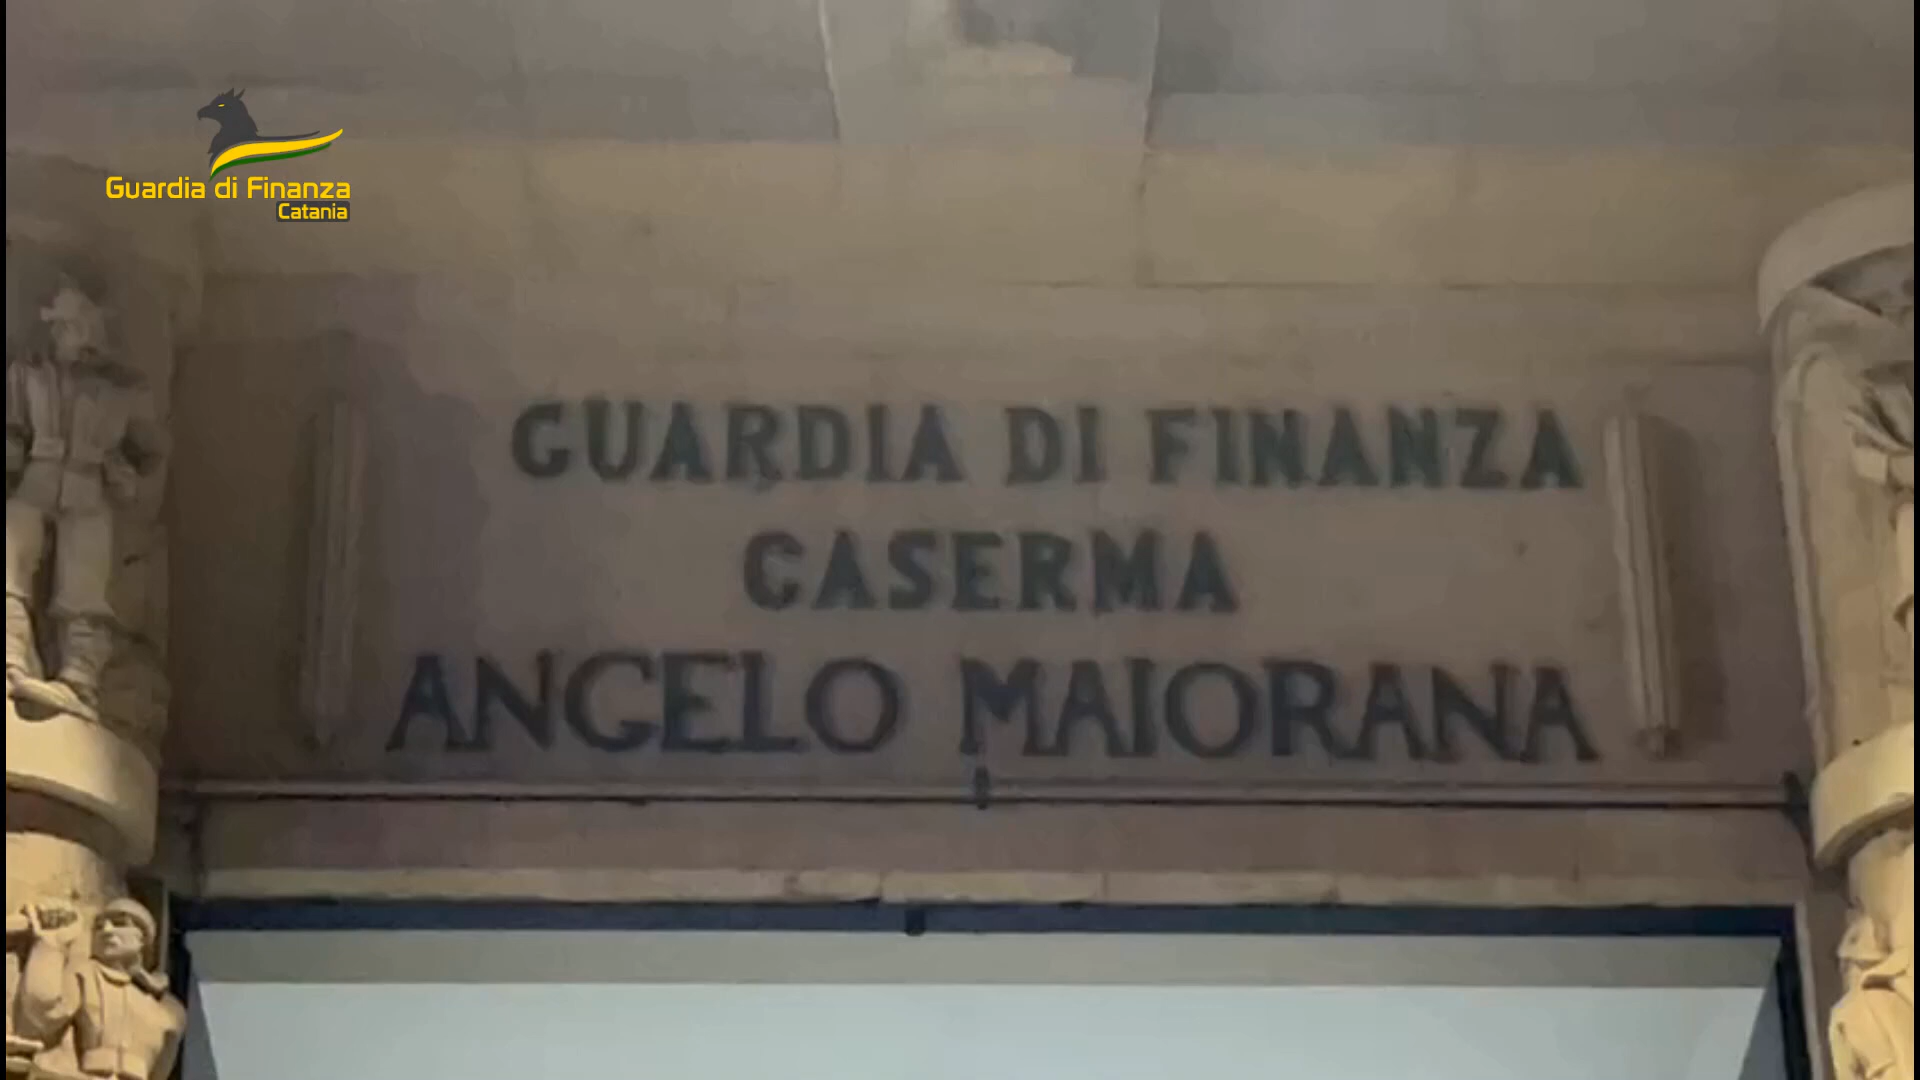 Guardia di Finanza
Catania
GUARDIA DI FINANZA
CASERMA
ANGELO MAIORANA